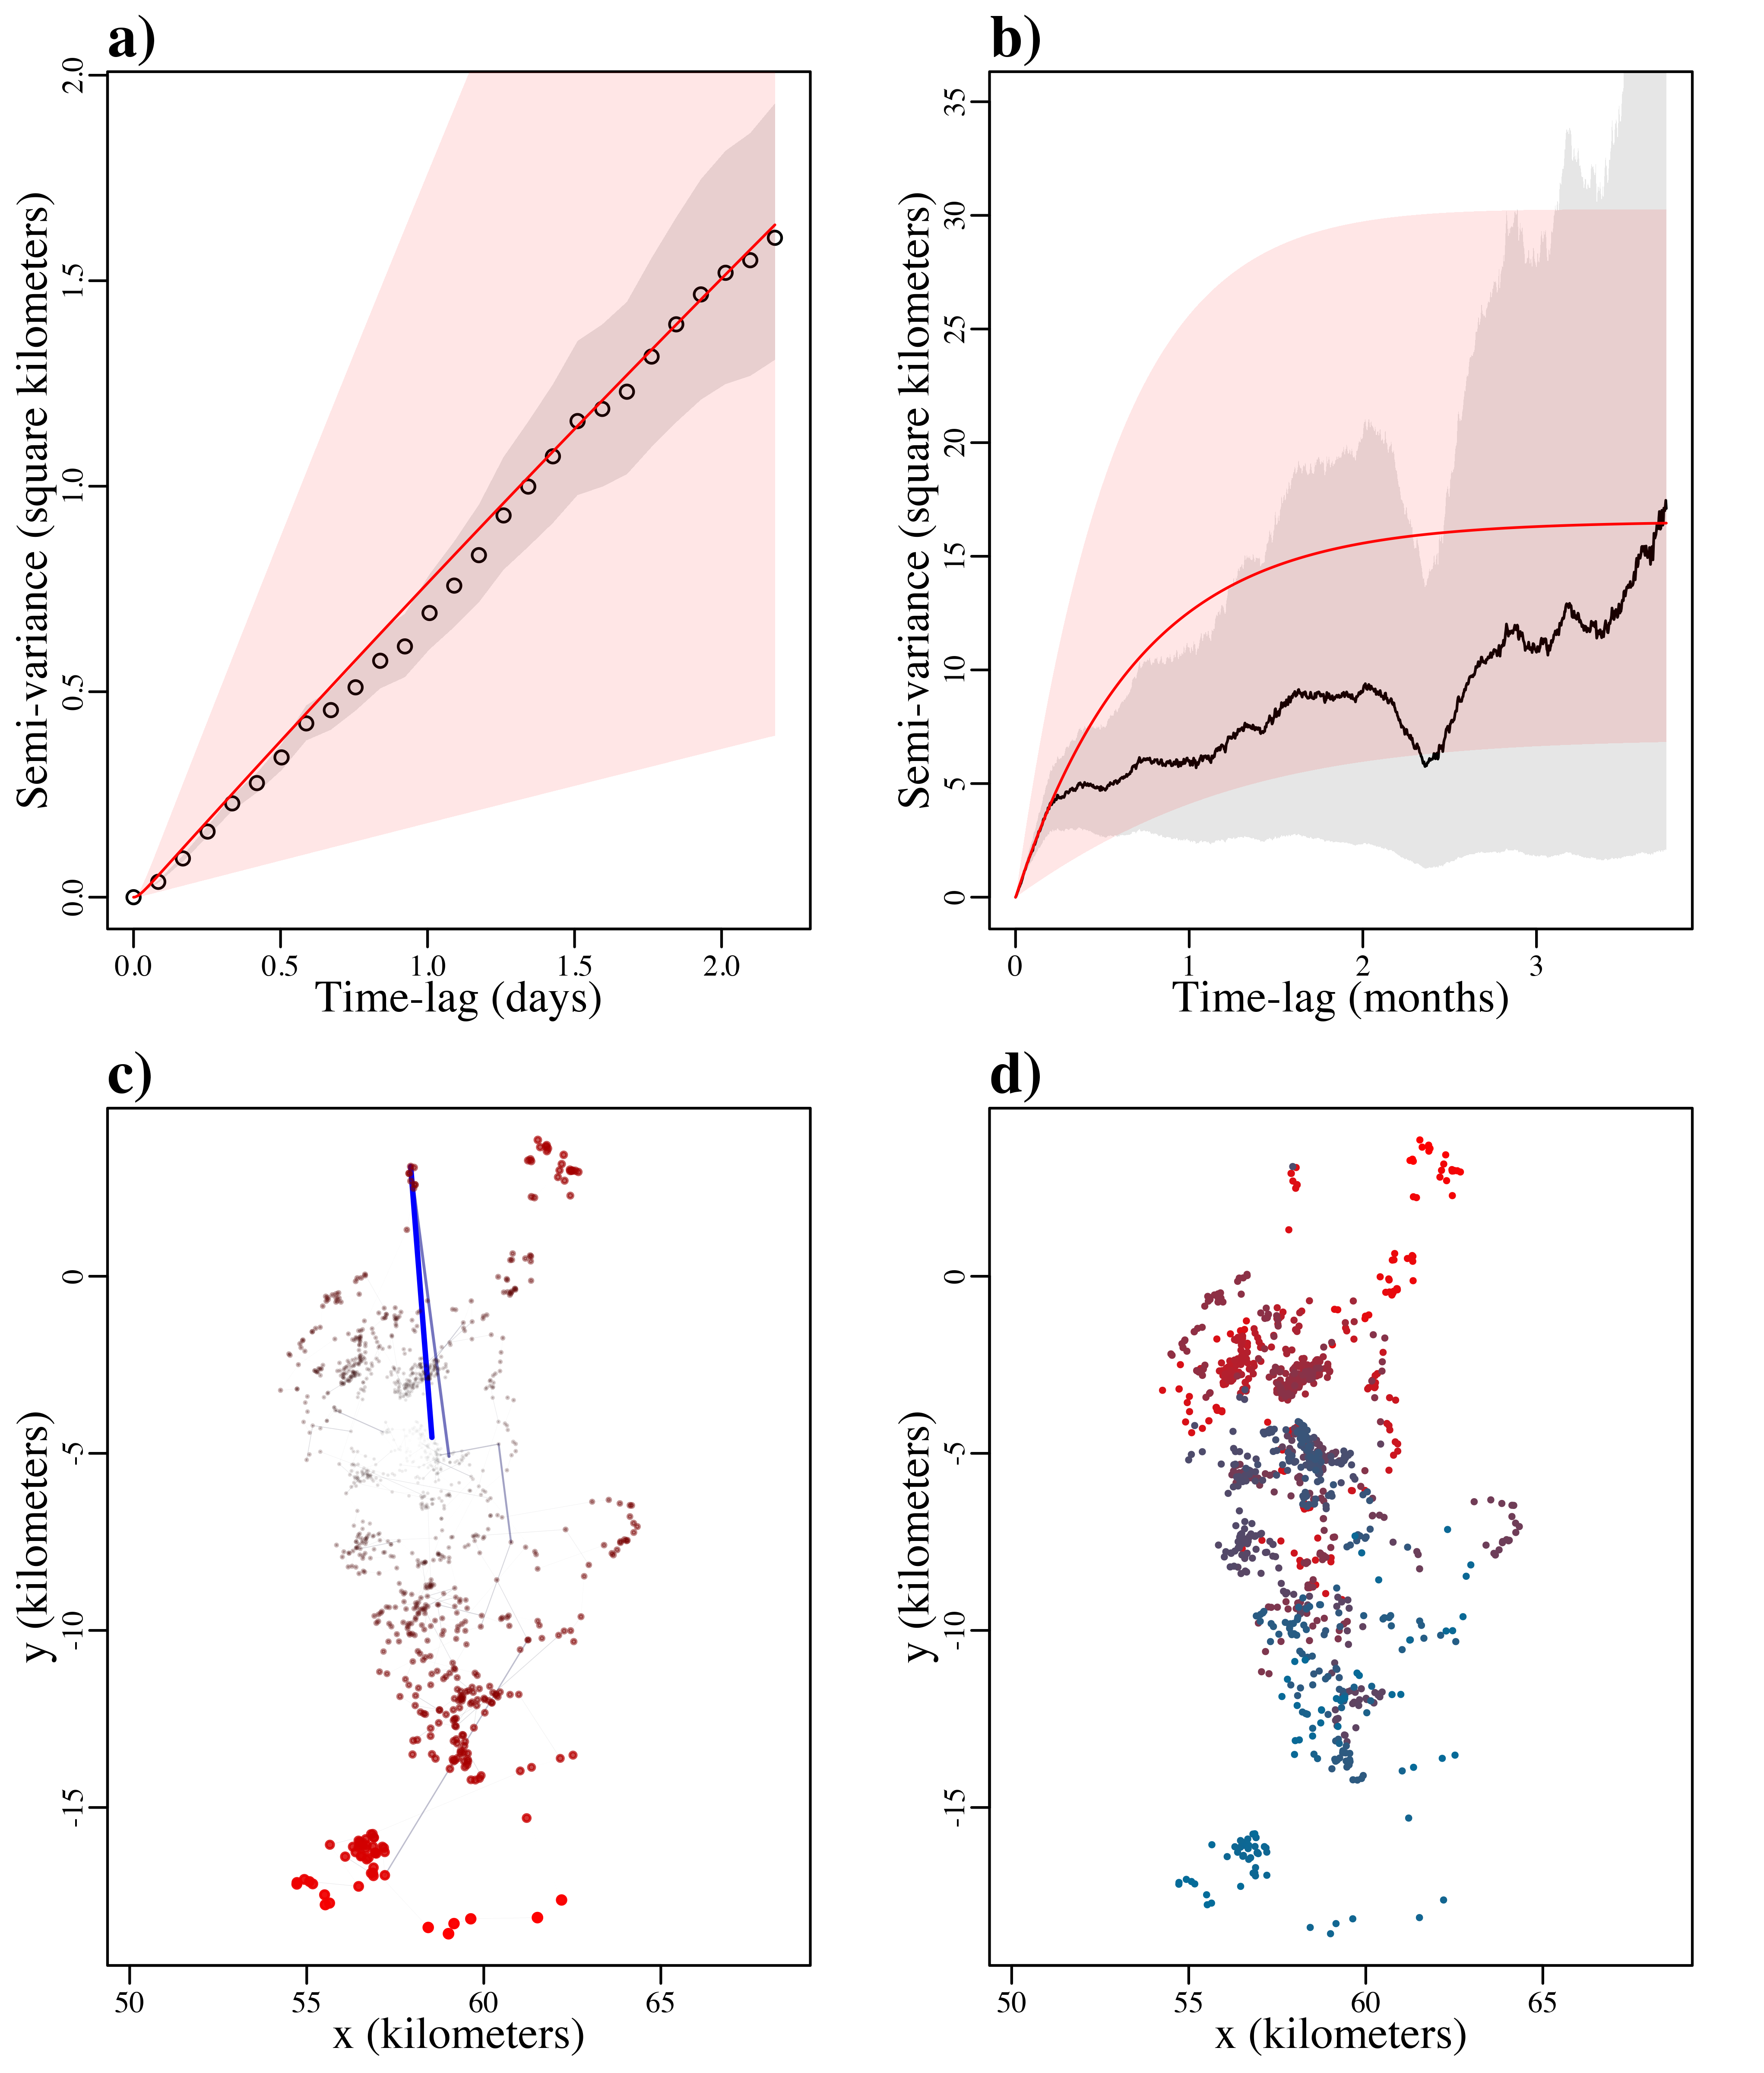 a)
Semi-variance (square kilometers)
2.0
1.5
1.0
0.5
0.0
0.0 0.5 1.0 1.5 2.0
Time-lag (days)
b)
Semi-variance (square kilometers)
35
30
25
20
15
10
5
0
0 1 2 3
Time-lag (months)
c)
y (kilometers)
0
-5
-10
-15
50 55 60 65
x (kilometers)
d)
y (kilometers)
0
-5
-10
-15
50 55 60 65
x (kilometers)